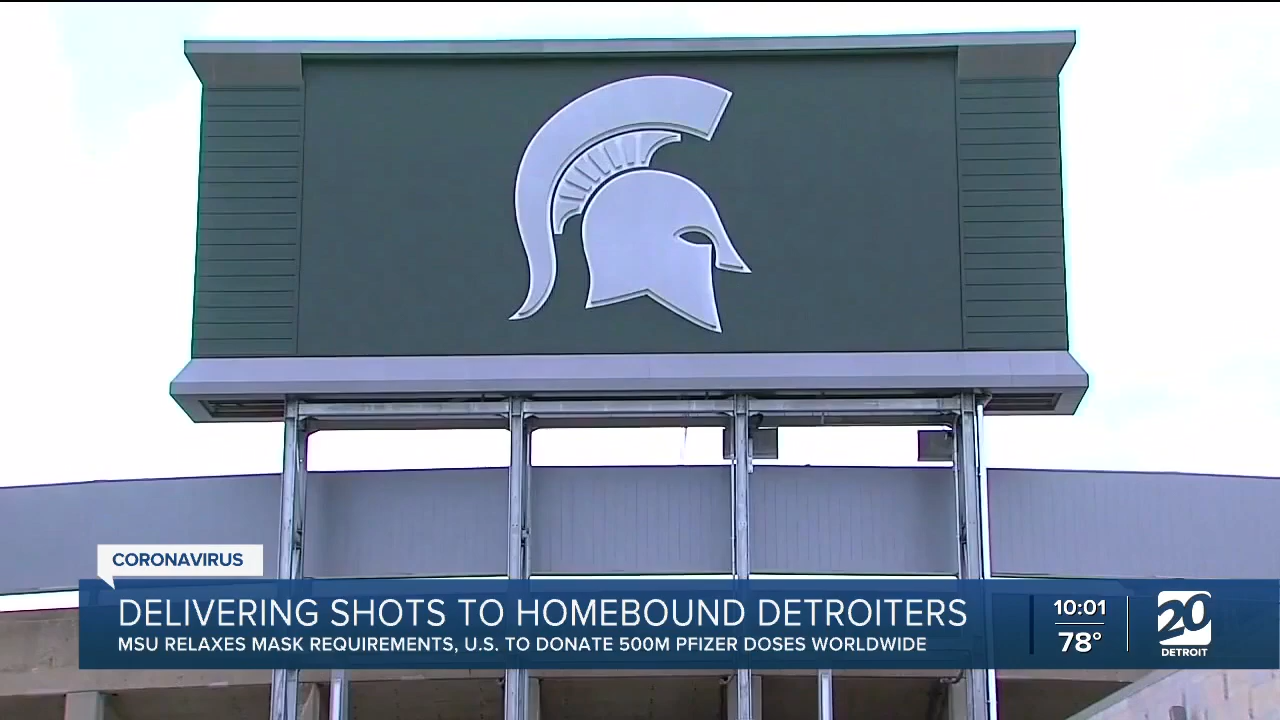 CORONAVIRUS
DELIVERING SHOTS TO HOMEBOUND DETROITERS
MSU RELAXES MASK REQUIREMENTS, U.S. TO DONATE 500M PFIZER DOSES WORLDWIDE
10:01
78°
20
DETROIT